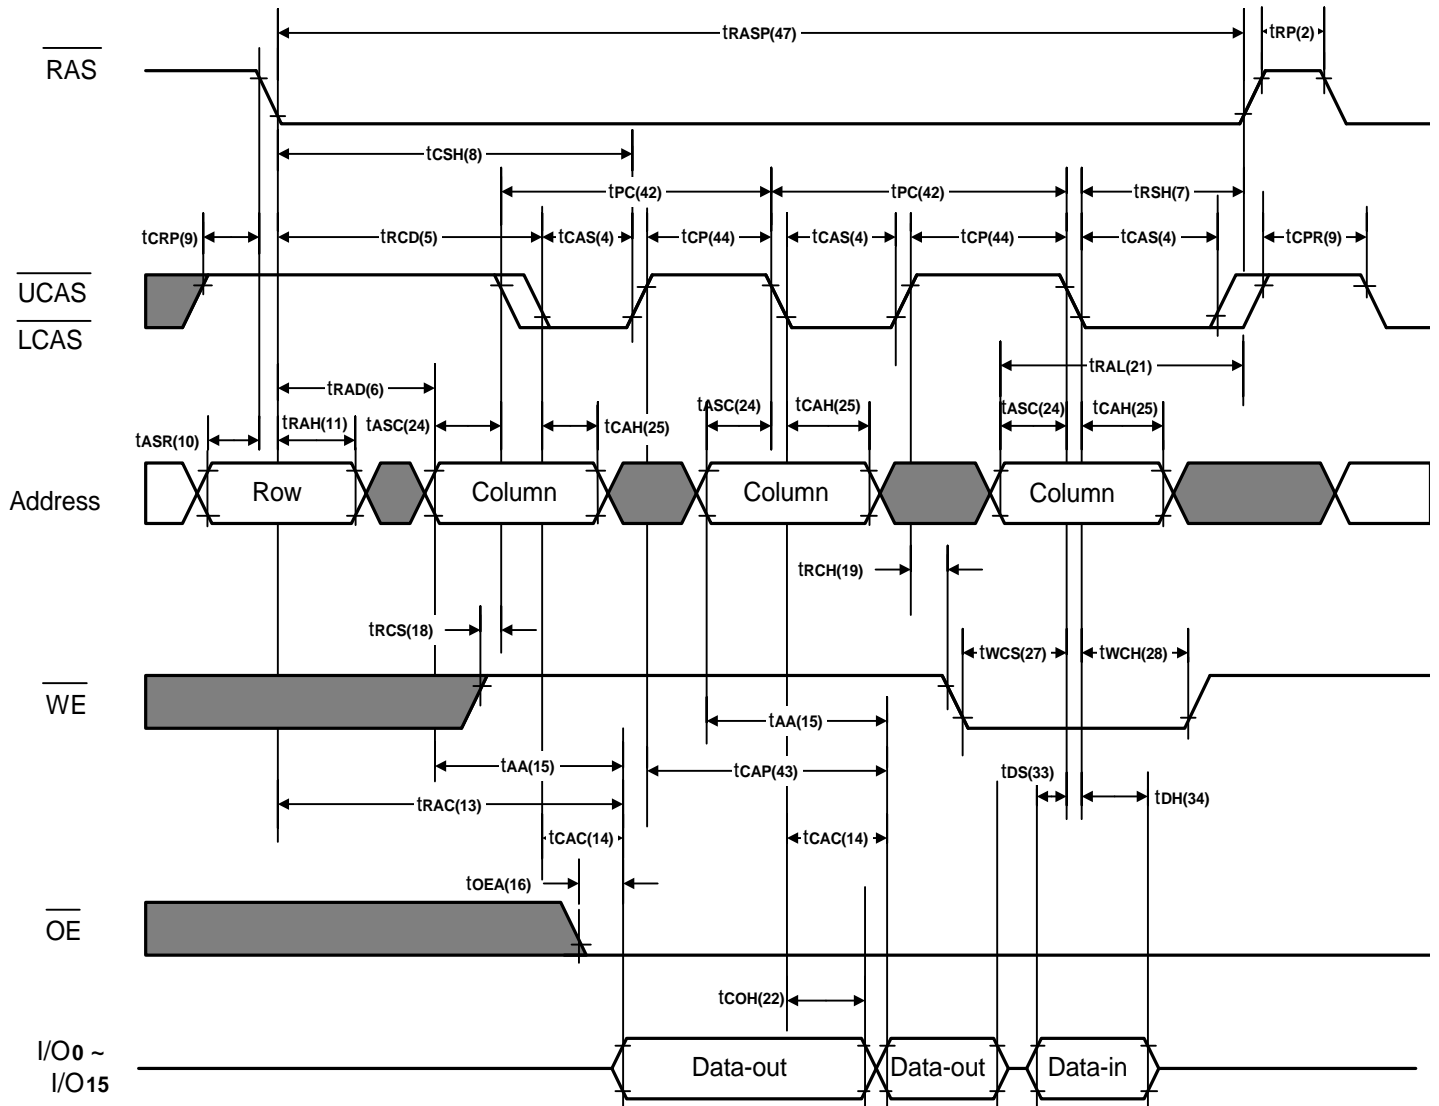 tRASP(47) tRP(2)
RAS
tCSH(8)
tPC(42) tPC(42) tRSH(7)
tCRP(9) tRCD(5) tCAS(4) tCP(44) tCAS(4) tCP(44) tCAS(4) tCPR(9)
UCAS
LCAS
tRAL(21)
tRAD(6)
tASR(10) tRAH(11) tASC(24) tCAH(25) tASC(24) tCAH(25) tASC(24) tCAH(25)
Address Row Column Column Column
tRCH(19)
tRCS(18)
tWCS(27) tWCH(28)
WE
tAA(15)
tAA(15) tCAP(43) tDS(33)
tRAC(13) tDH(34)
tCAC(14) tCAC(14)
tOEA(16)
OE
tCOH(22)
I/O0 ~
I/O15
Data-out Data-out Data-in